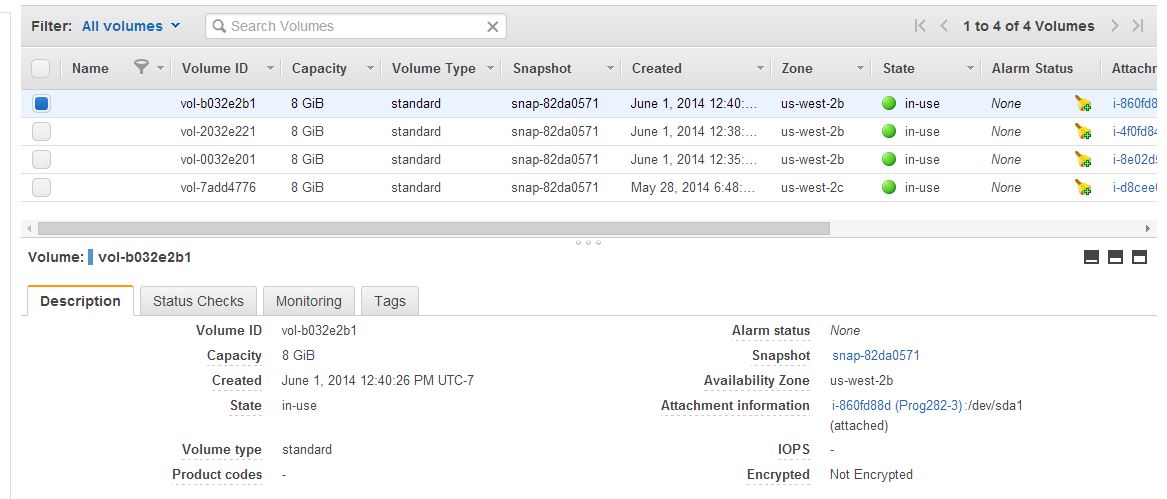 Filter: All volumes Search Volumes 1 to 4 of 4 Volumes
Name Volume ID Capacity Volume Type Snapshot Created Zone State Alarm Status Attachn
vol-b032e2b1 8 GiB standard snap-82da0571 June 1, 2014 12:40:... us-west-2b in-use None i-860fd8
vol-2032e221 8 GiB standard snap-82da0571 June 1, 2014 12:38:... us-west-2b in-use None i-4f0fd84
vol-0032e201 8 GiB standard snap-82da0571 June 1, 2014 12:35:... us-west-2b in-use None i-8e02d5
vol-7add4776 8 GiB standard snap-82da0571 May 28, 2014 6:48:... us-west-2c in-use None i-d8cee
Volume: vol-b032e2b1
Description Status Checks Monitoring Tags
Volume ID vol-b032e2b1 Alarm status None
Capacity 8 GiB Snapshot snap-82da0571
Created June 1, 2014 12:40:26 PM UTC-7 Availability Zone us-west-2b
State in-use Attachment information i-860fd88d (Prog282-3) :/dev/sda1
(attached)
Volume type standard IOPS -
Product codes - Encrypted Not Encrypted